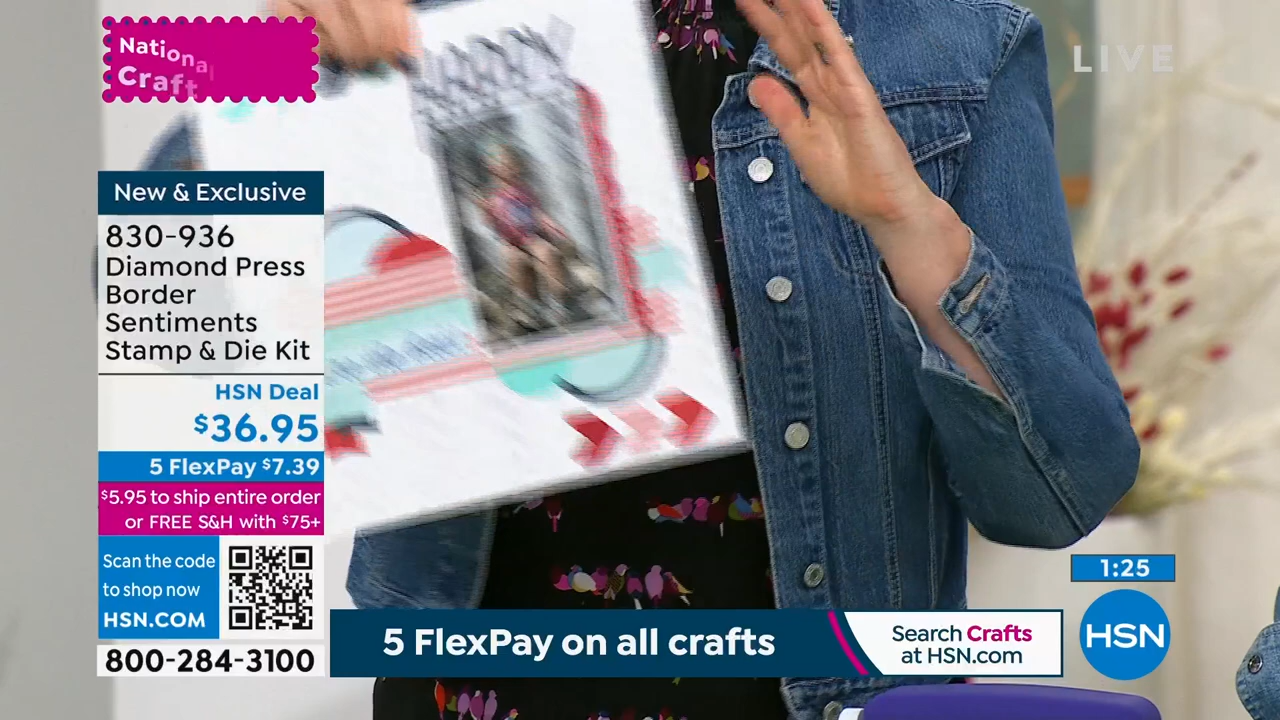 National
Craft
LIVE
New & Exclusive
830-936
Diamond Press
Border
Sentiments
Stamp & Die Kit
HSN Deal
$36.95
5 FlexPay $7.39
$5.95 to ship entire order
or FREE S&H with $75+
Scan the code
to shop now
HSN.COM
800-284-3100
5 FlexPay on all crafts
Search Crafts
at HSN.com
1:25
HSN